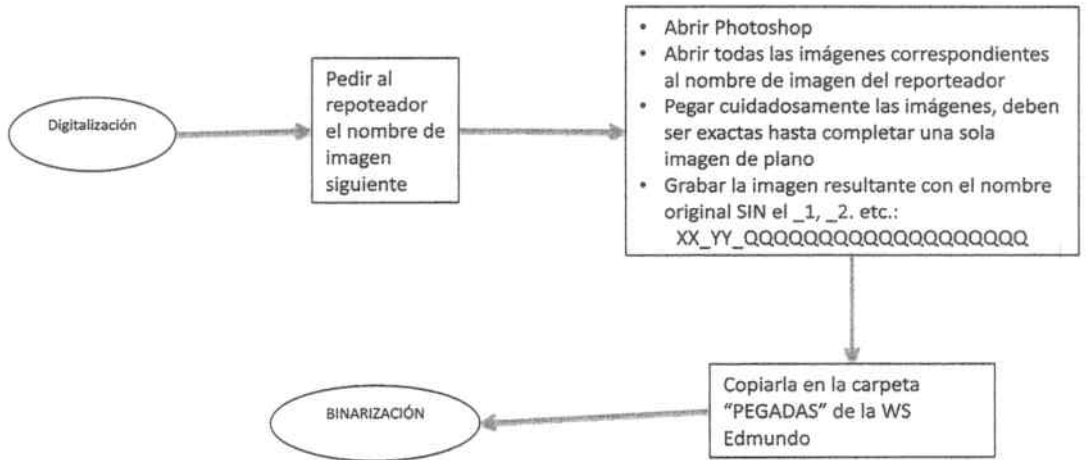 Digitalización
Pedir al
repoteador
el nombre de
imagen
siguiente
• Abrir Photoshop
• Abrir todas las imágenes correspondientes
al nombre de imagen del reporteador
• Pegar cuidadosamente las imágenes, deben
ser exactas hasta completar una sola
imagen de plano
• Grabar la imagen resultante con el nombre
original SIN el _1, _2. etc.:
XX_YY_QQQQQQQQQQQQQQQQQQQQ
Copiarla en la carpeta
“PEGADAS” de la WS
Edmundo
BINARIZACIÓN